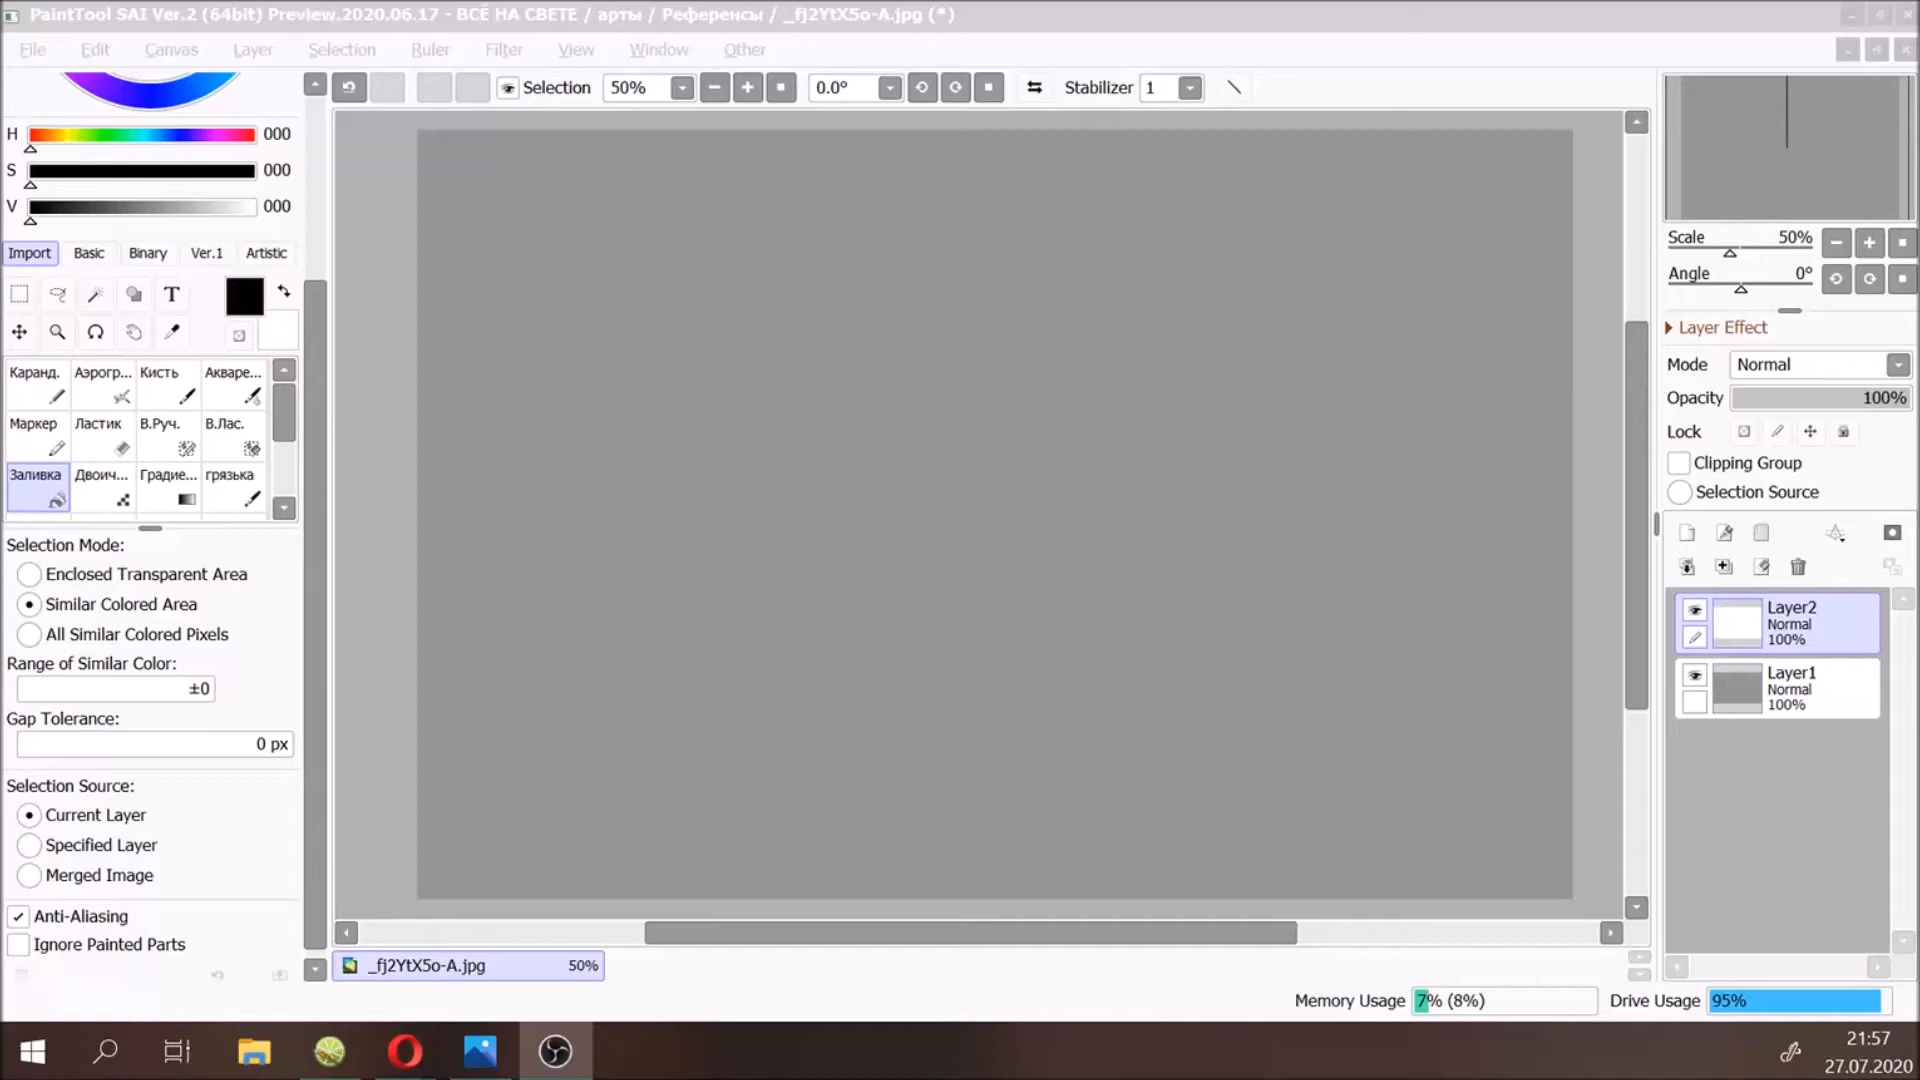 PaintTool SAI Ver.2 (64bit) Preview.2020.06.17 - ВСЁ НА СВЕТЕ / арты / Референсы / _fj2YtX5o-A.jpg (*)
File Edit Canvas Layer Selection Ruler Filter View Window Other
Selection 50% 0.0° Stabilizer 1
H 000
S 000
V 000
Import Basic Binary Ver.1 Artistic
T
Каранд. Аэрогр... Кисть Акваре...
Маркер Ластик В.Руч. В.Лас.
Заливка Двоич... Градие... грязька
Selection Mode:
Enclosed Transparent Area
Similar Colored Area
All Similar Colored Pixels
Range of Similar Color:
±0
Gap Tolerance:
0 px
Selection Source:
Current Layer
Specified Layer
Merged Image
Anti-Aliasing
Ignore Painted Parts
_fj2YtX5o-A.jpg 50%
Scale 50%
Angle 0°
Layer Effect
Mode Normal
Opacity 100%
Lock
Clipping Group
Selection Source
Layer2
Normal
100%
Layer1
Normal
100%
Memory Usage 7% (8%) Drive Usage 95%
21:57
27.07.2020